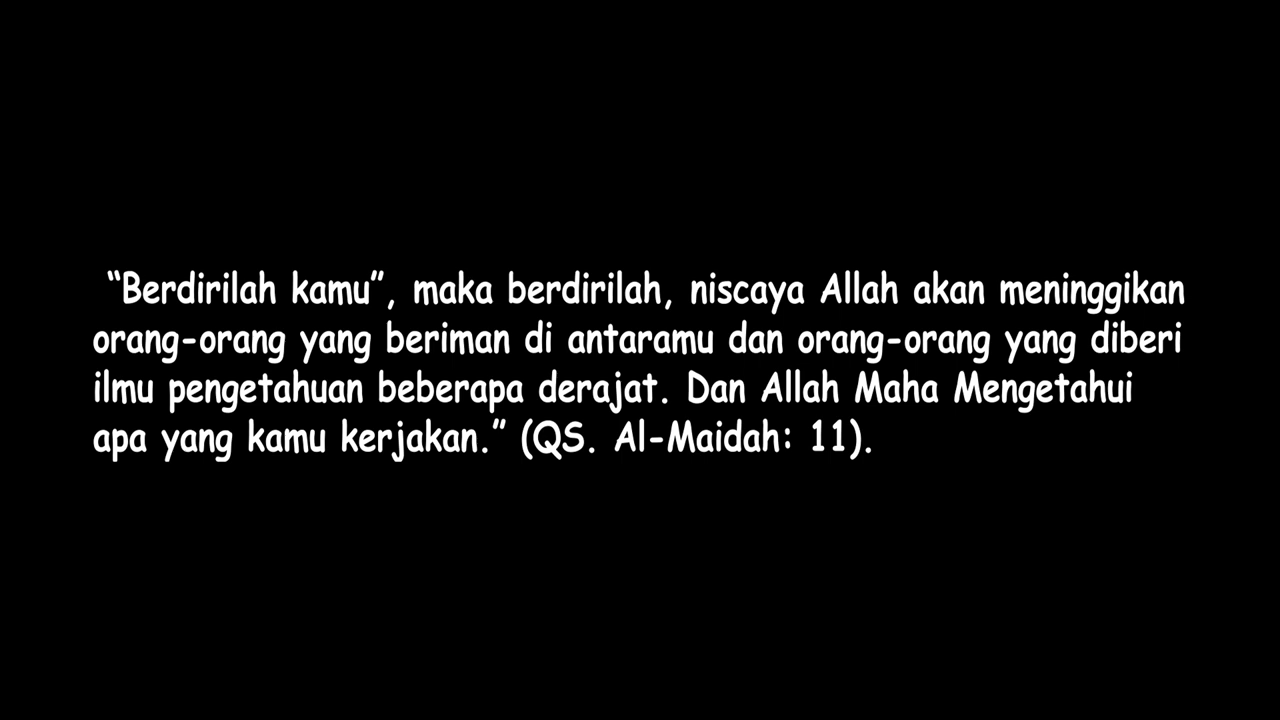 “Berdirilah kamu”, maka berdirilah, niscaya Allah akan meninggikan
orang-orang yang beriman di antaramu dan orang-orang yang diberi
ilmu pengetahuan beberapa derajat. Dan Allah Maha Mengetahui
apa yang kamu kerjakan.” (QS. Al-Maidah: 11).